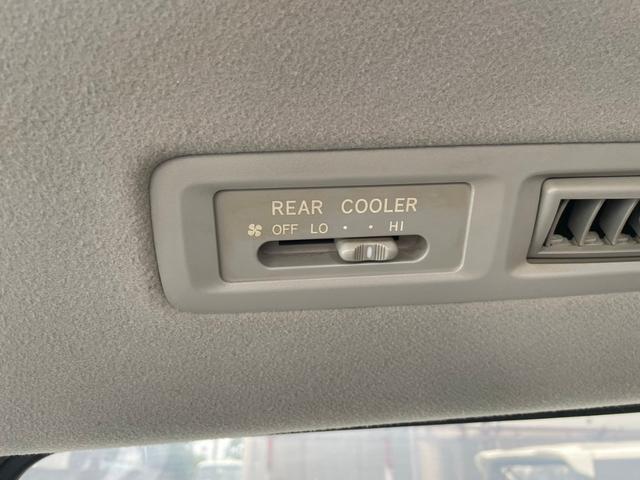 REAR COOLER
OFF LO · · HI